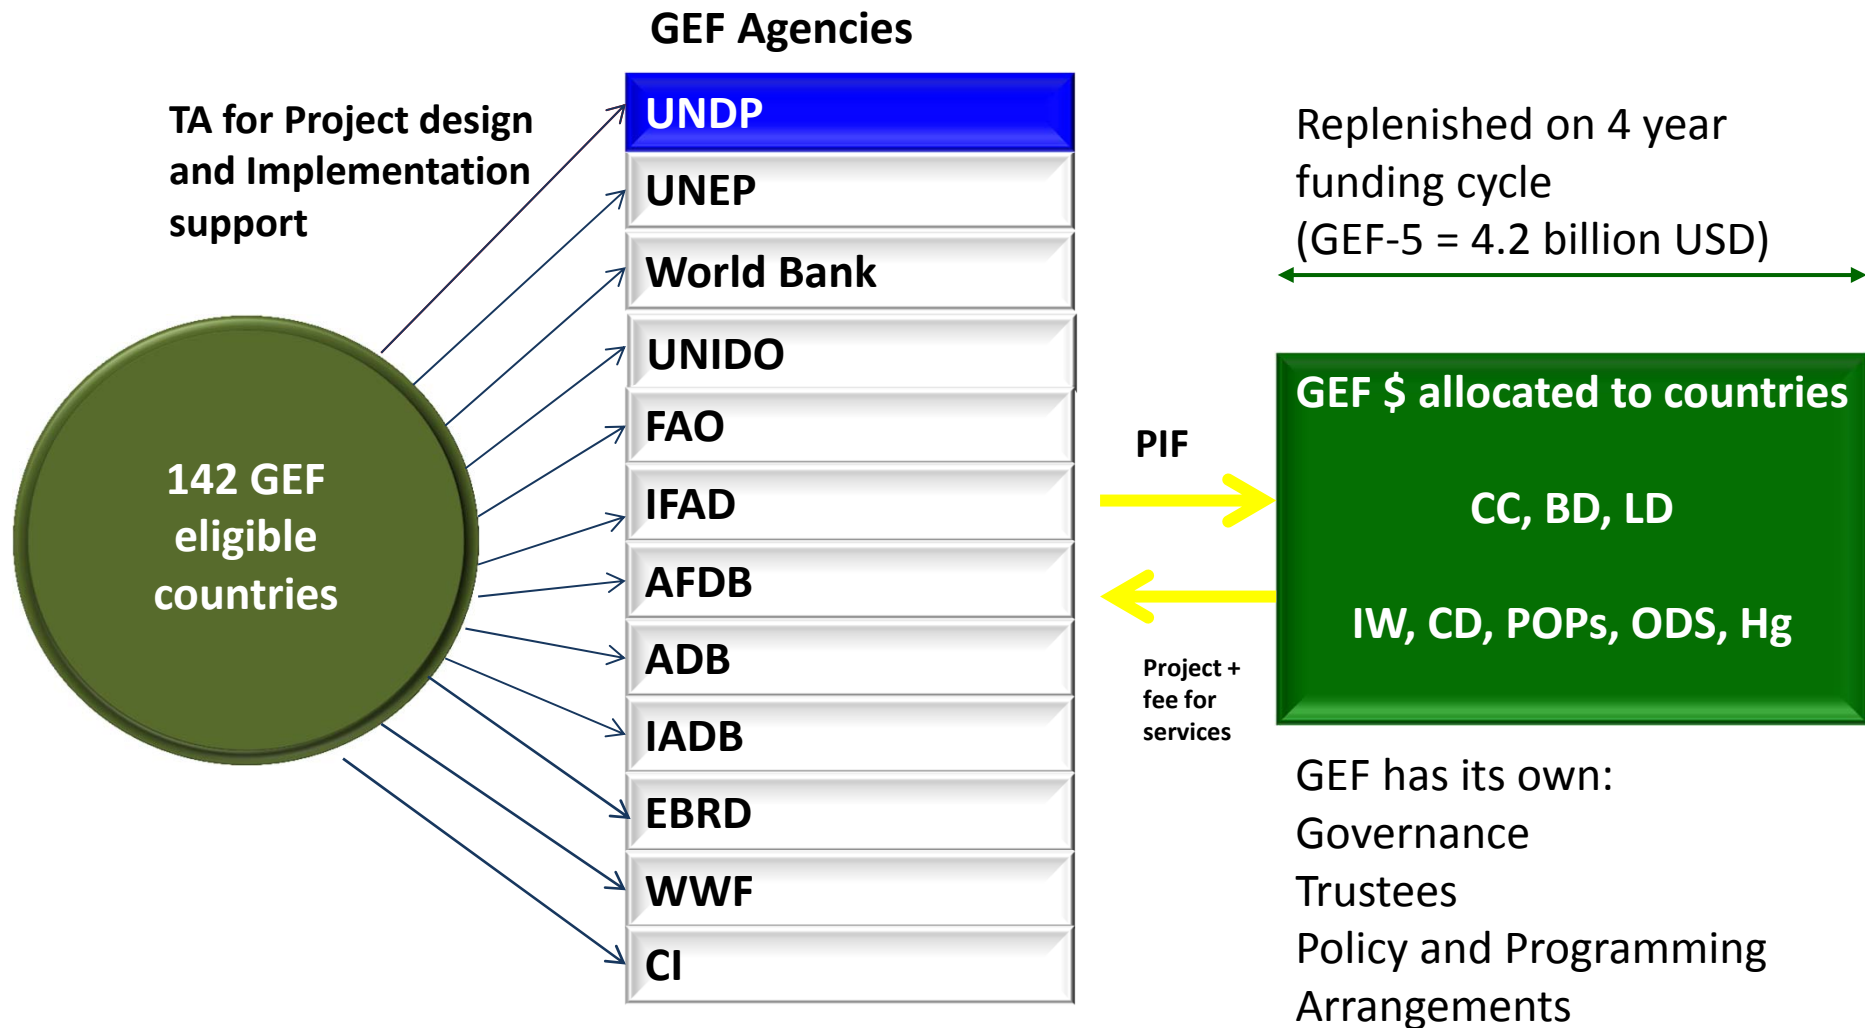 GEF Agencies
TA for Project design
and Implementation
support
142 GEF
eligible
countries
UNDP
UNEP
World Bank
UNIDO
FAO
IFAD
AFDB
ADB
IADB
EBRD
WWF
CI
PIF
Project +
fee for
services
Replenished on 4 year
funding cycle
(GEF-5 = 4.2 billion USD)
GEF $ allocated to countries
CC, BD, LD
IW, CD, POPs, ODS, Hg
GEF has its own:
Governance
Trustees
Policy and Programming
Arrangements